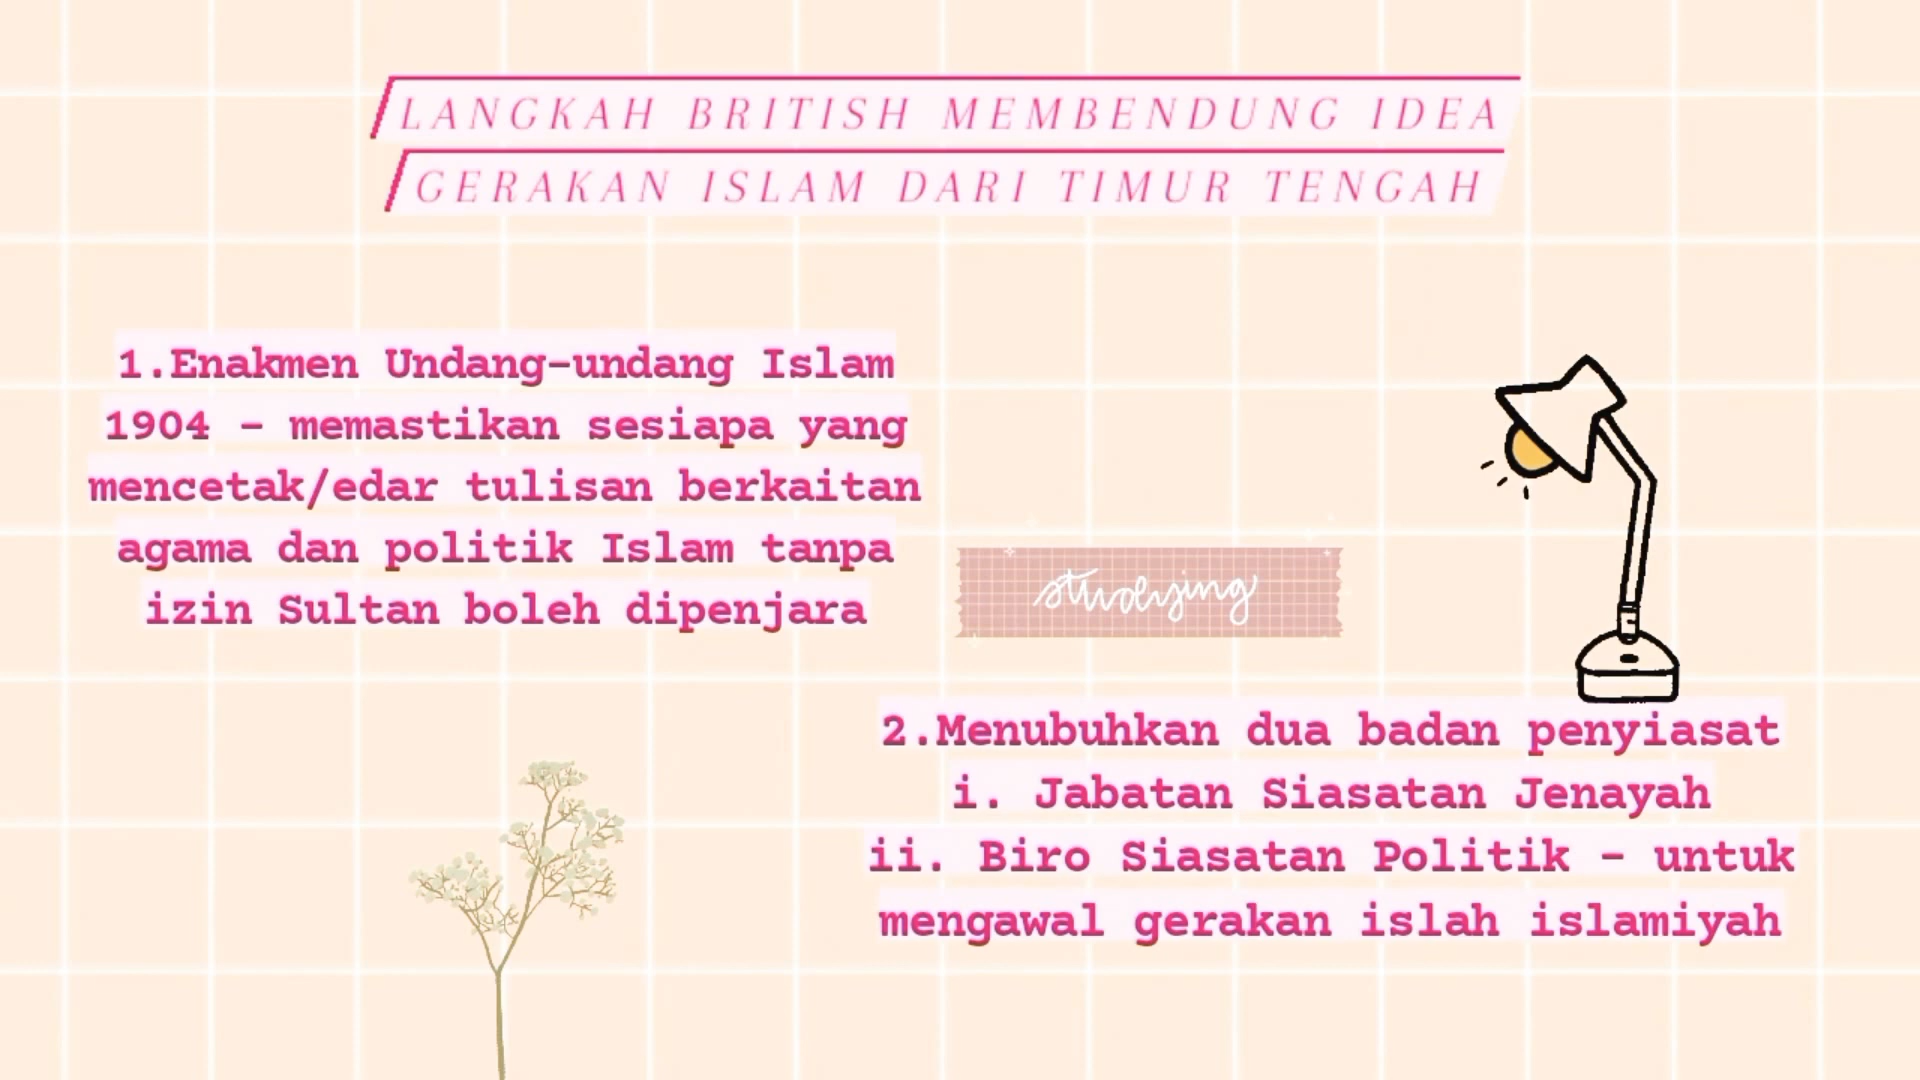 LANGKAH BRITISH MEMBENDUNG IDEA
GERAKAN ISLAM DARI TIMUR TENGAH
1.Enakmen Undang-undang Islam
1904 - memastikan sesiapa yang
mencetak/edar tulisan berkaitan
agama dan politik Islam tanpa
izin Sultan boleh dipenjara
studying
2.Menubuhkan dua badan penyiasat
i. Jabatan Siasatan Jenayah
ii. Biro Siasatan Politik - untuk
mengawal gerakan islah islamiyah